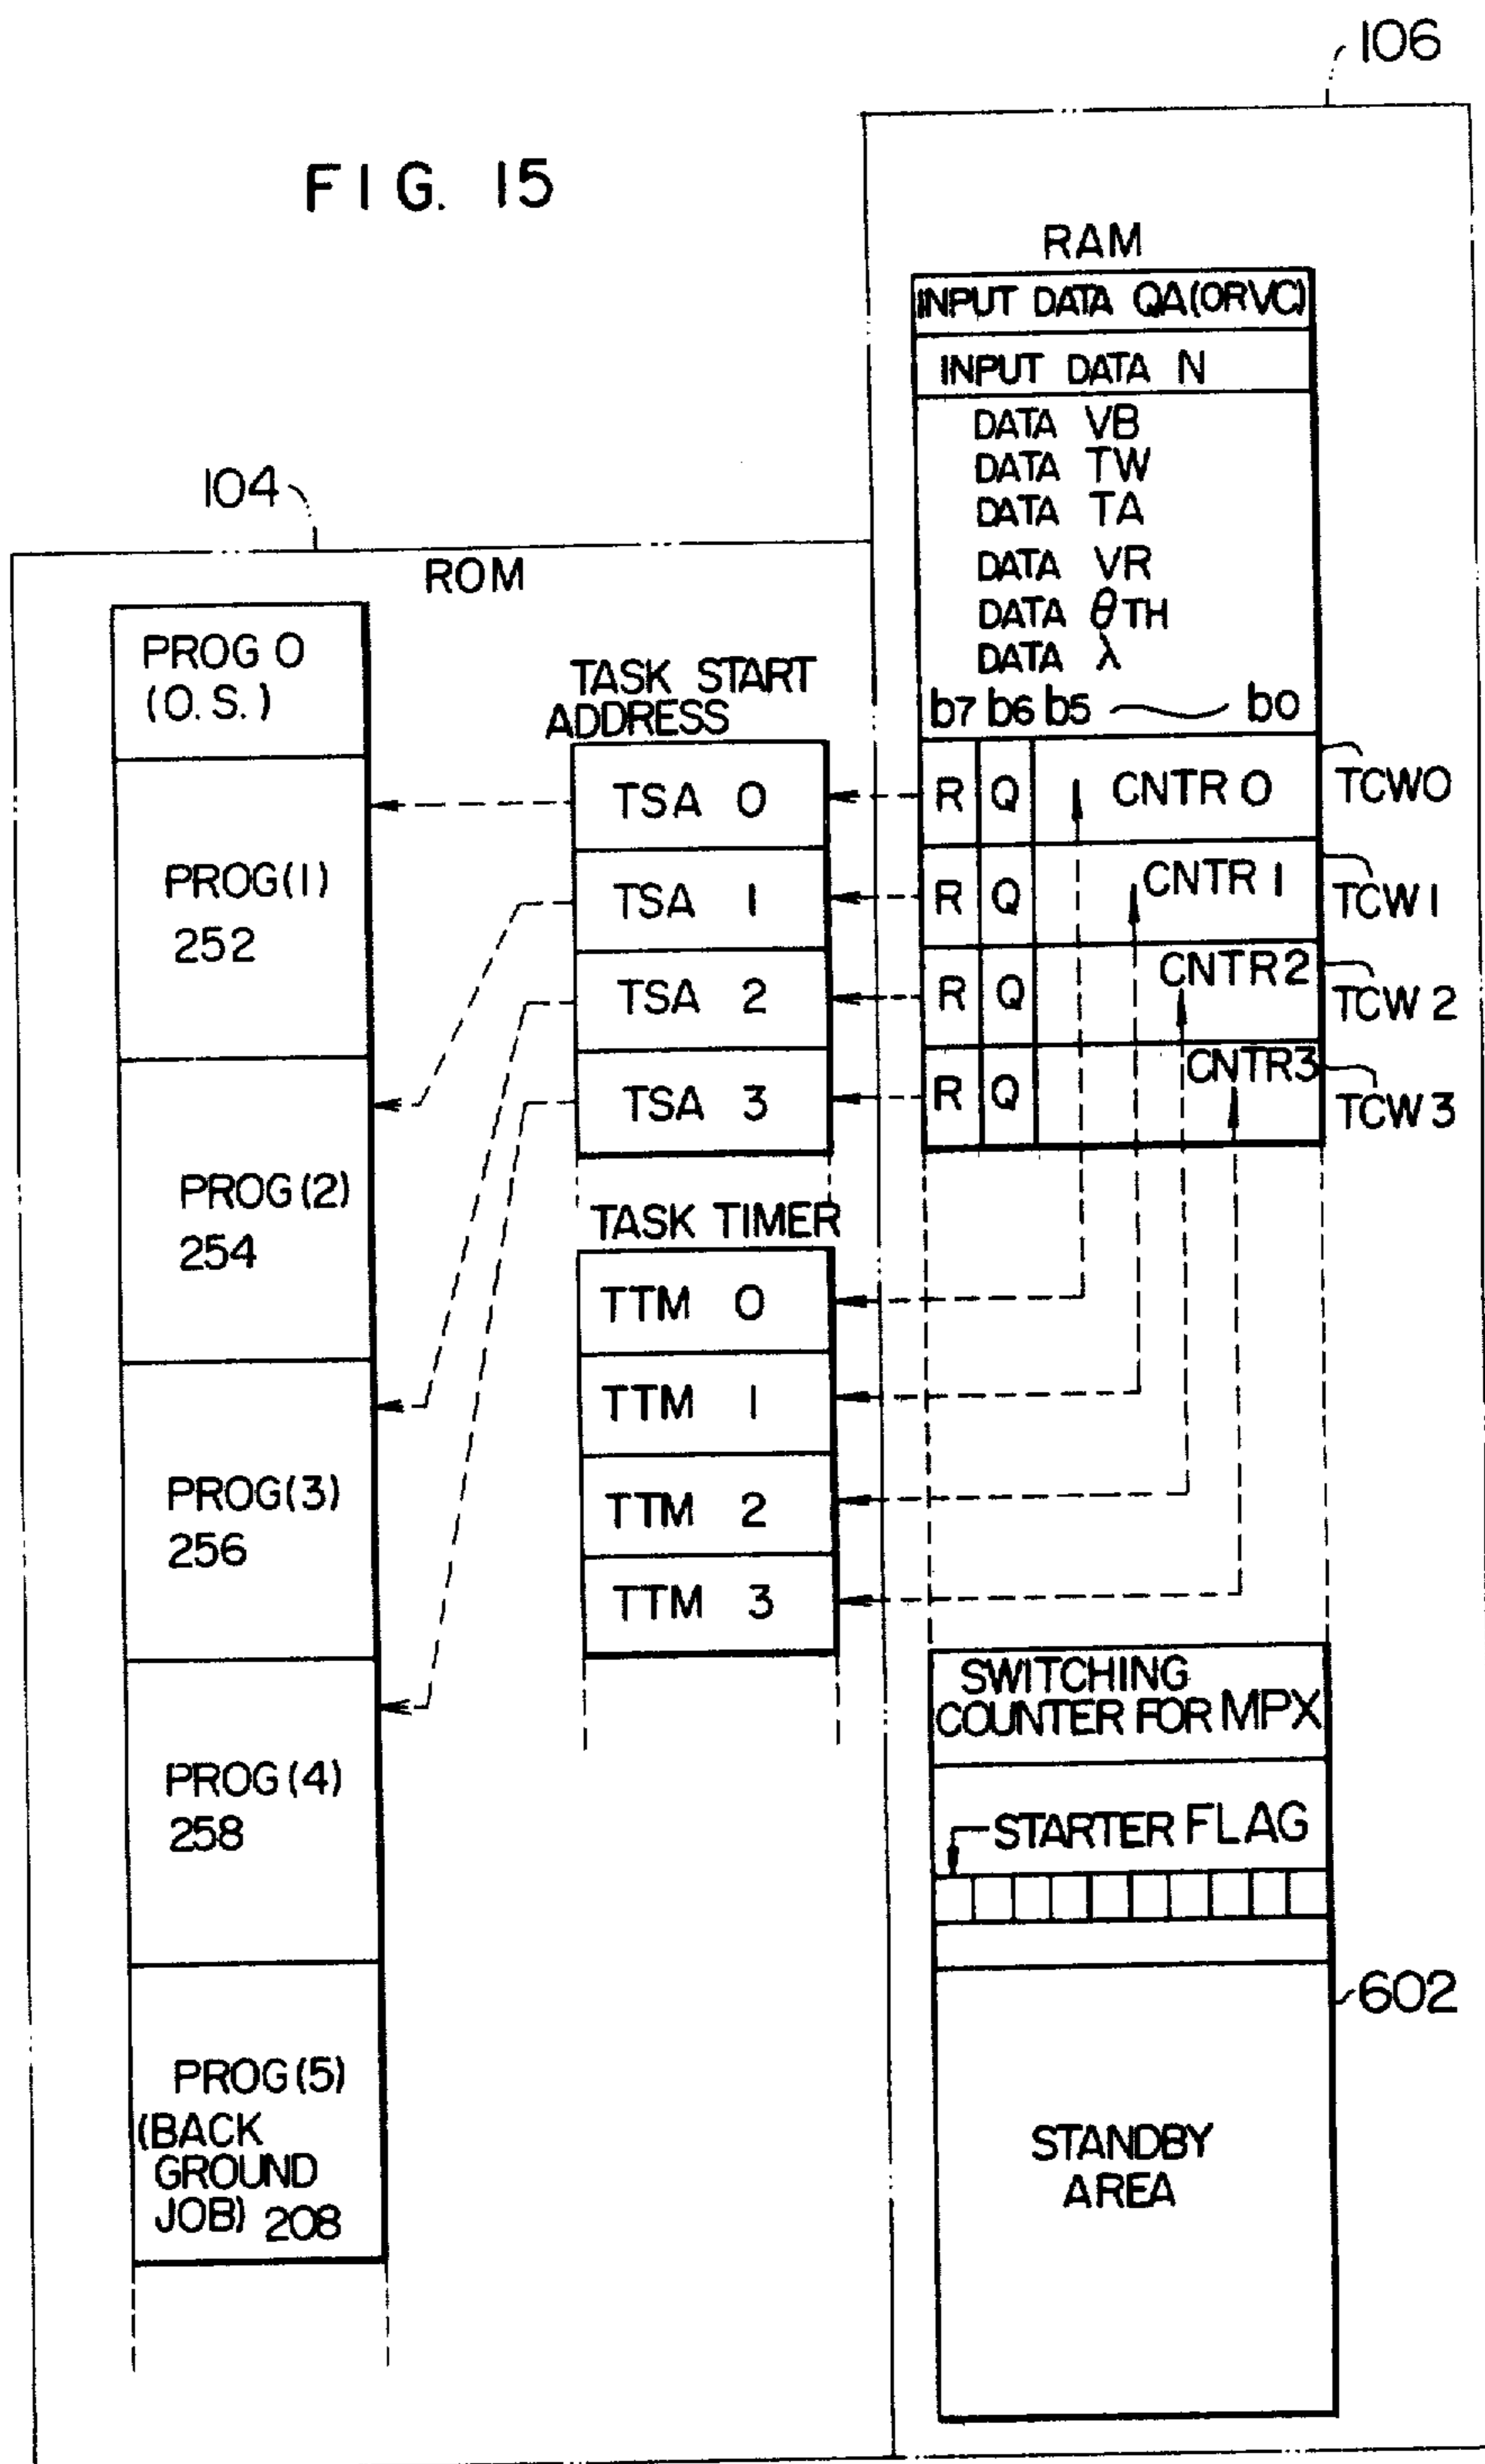 FIG. 15
106
RAM
INPUT DATA QA(ORVC)
INPUT DATA N
DATA VB
DATA TW
DATA TA
DATA VR
DATA θTH
DATA λ
b7 b6 b5 ~ b0
R Q CNTR 0 TCW0
R Q CNTR 1 TCW1
R Q CNTR2 TCW 2
R Q CNTR3 TCW 3
SWITCHING
COUNTER FOR MPX
STARTER FLAG
602
STANDBY
AREA
104
ROM
PROG 0
(O. S.)
PROG(1)
252
PROG(2)
254
PROG(3)
256
PROG(4)
258
PROG(5)
(BACK
GROUND
JOB) 208
TASK START
ADDRESS
TSA 0
TSA 1
TSA 2
TSA 3
TASK TIMER
TTM 0
TTM 1
TTM 2
TTM 3